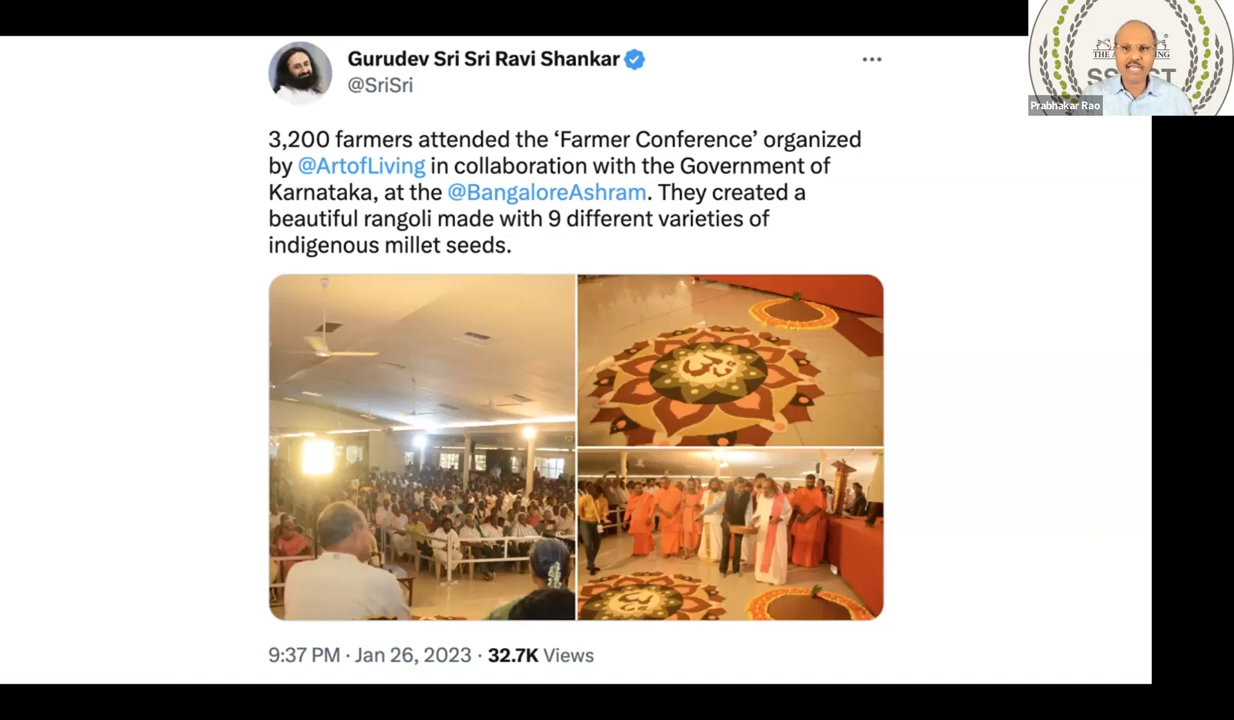 Gurudev Sri Sri Ravi Shankar
@SriSri
3,200 farmers attended the ‘Farmer Conference’ organized
by @ArtofLiving in collaboration with the Government of
Karnataka, at the @BangaloreAshram. They created a
beautiful rangoli made with 9 different varieties of
indigenous millet seeds.
ॐ
ॐ
9:37 PM · Jan 26, 2023 · 32.7K Views
Prabhakar Rao